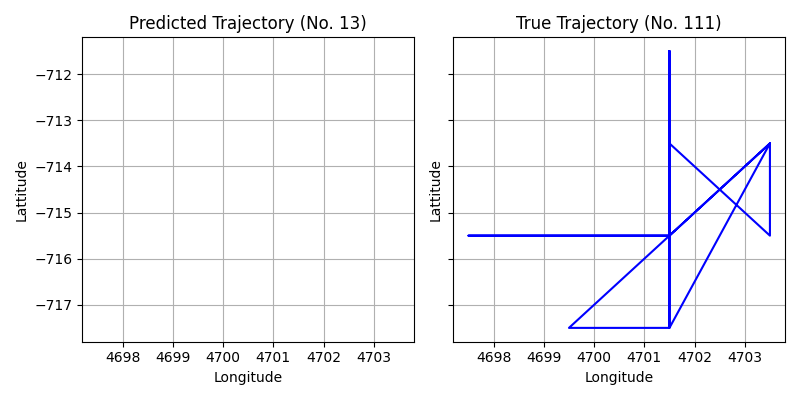 Predicted Trajectory (No. 13)
True Trajectory (No. 111)
−712
−713
−714
−715
−716
−717
Lattitude
Lattitude
4698 4699 4700 4701 4702 4703
4698 4699 4700 4701 4702 4703
Longitude
Longitude